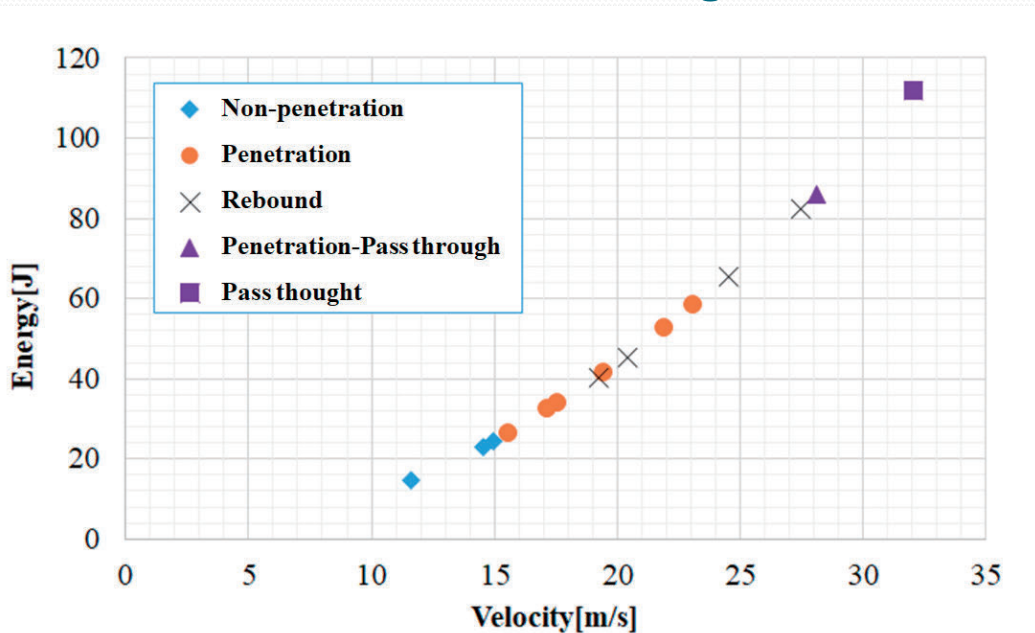 120
100
80
60
40
20
0
Energy[J]
Non-penetration
Penetration
Rebound
Penetration-Pass through
Pass thought
0 5 10 15 20 25 30 35
Velocity[m/s]